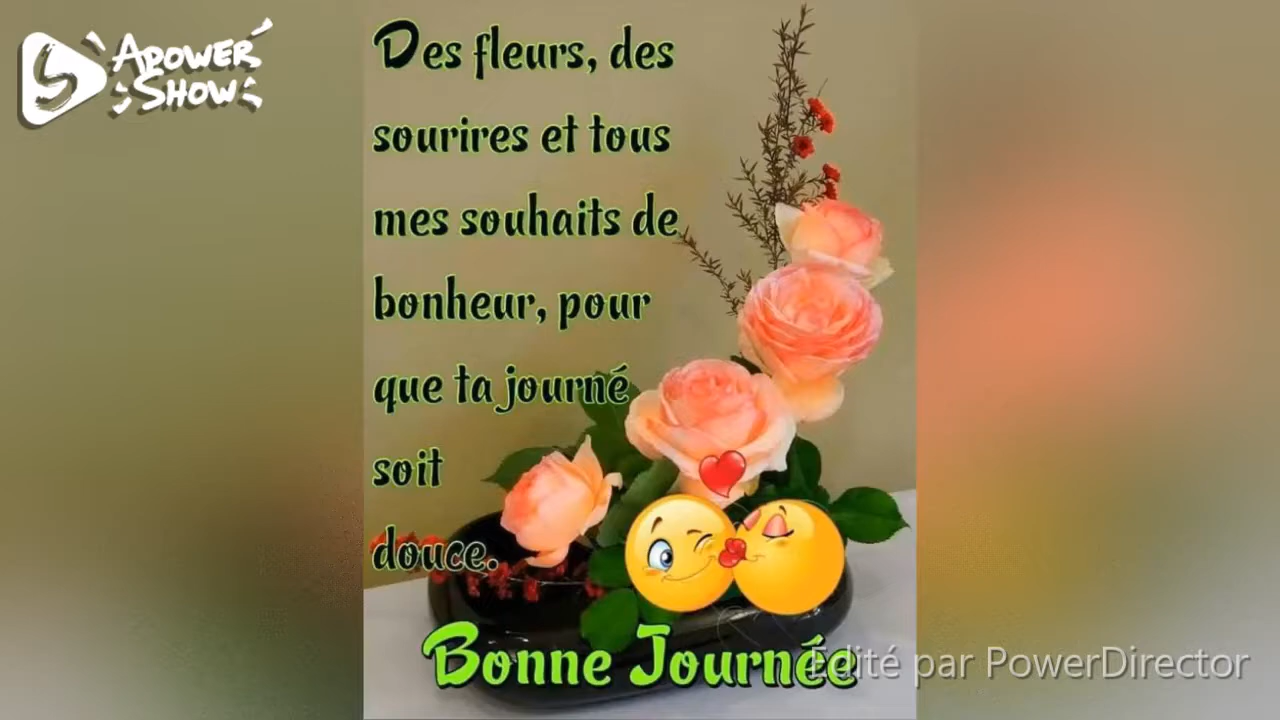 APOWER
SHOW
Des fleurs, des
sourires et tous
mes souhaits de
bonheur, pour
que ta journé
soit
douce.
Bonne Journée
Édité par PowerDirector